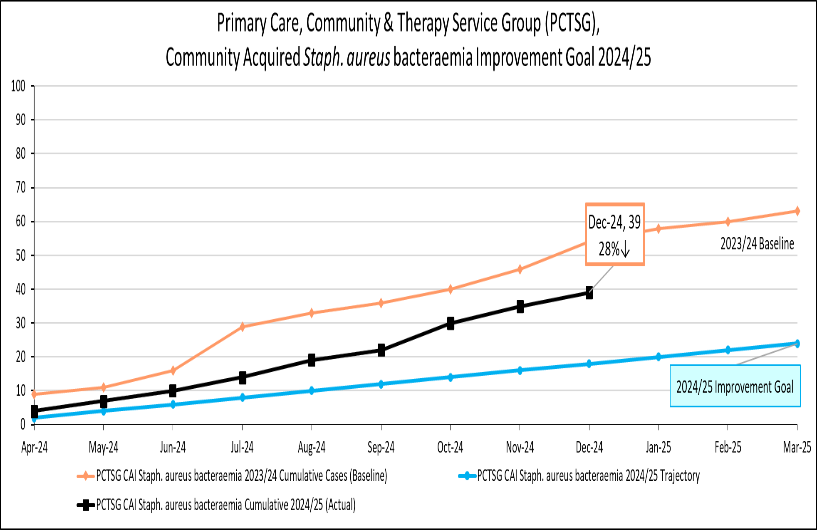 Primary Care, Community & Therapy Service Group (PCTSG),
Community Acquired Staph. aureus bacteraemia Improvement Goal 2024/25
100
90
80
70
60
50
40
30
20
10
0
Dec-24, 39
28%↓
2023/24 Baseline
2024/25 Improvement Goal
Apr-24 May-24 Jun-24 Jul-24 Aug-24 Sep-24 Oct-24 Nov-24 Dec-24 Jan-25 Feb-25 Mar-25
PCTSG CAI Staph. aureus bacteraemia 2023/24 Cumulative Cases (Baseline)
PCTSG CAI Staph. aureus bacteraemia 2024/25 Trajectory
PCTSG CAI Staph. aureus bacteraemia Cumulative 2024/25 (Actual)